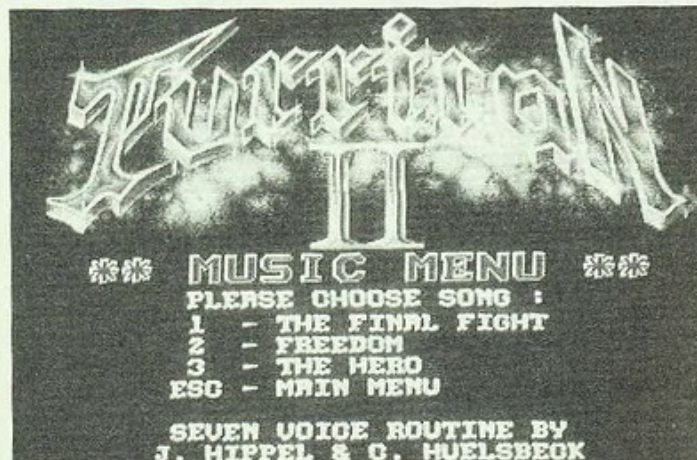 Turrican
II
** MUSIC MENU **
PLEASE CHOOSE SONG :
1 - THE FINAL FIGHT
2 - FREEDOM
3 - THE HERO
ESC - MAIN MENU
SEVEN VOICE ROUTINE BY
J. HIPPEL & C. HUELSBECK